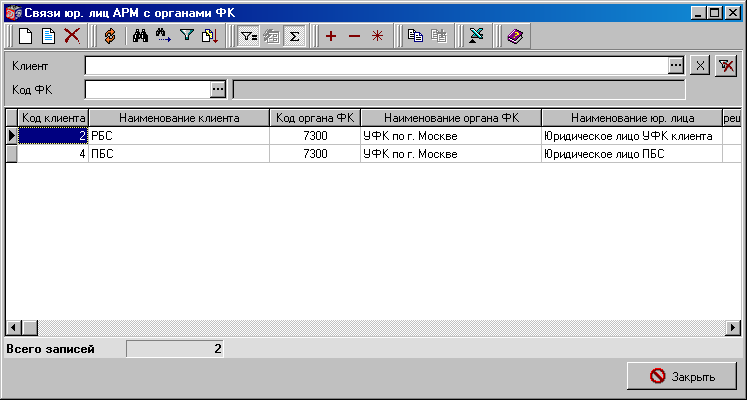 Связи юр. лиц АРМ с органами ФК
Клиент
Код ФК
Код клиента Наименование клиента Код органа ФК Наименование органа ФК Наименование юр. лица реш
2 РБС 7300 УФК по г. Москве Юридическое лицо УФК клиента
4 ПБС 7300 УФК по г. Москве Юридическое лицо ПБС
Всего записей 2
Закрыть